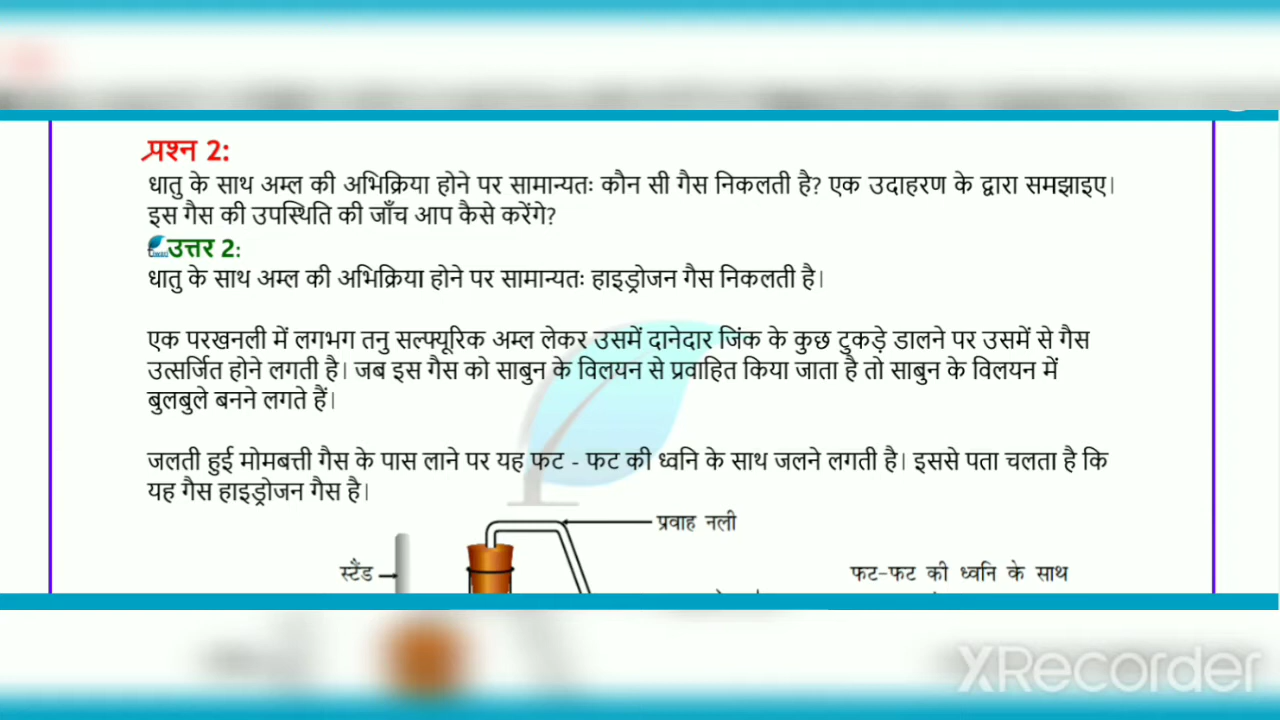 प्रश्न 2:
धातु के साथ अम्ल की अभिक्रिया होने पर सामान्यतः कौन सी गैस निकलती है? एक उदाहरण के द्वारा समझाइए।
इस गैस की उपस्थिति की जाँच आप कैसे करेंगे?
उत्तर 2:
धातु के साथ अम्ल की अभिक्रिया होने पर सामान्यतः हाइड्रोजन गैस निकलती है।
एक परखनली में लगभग तनु सल्फ्यूरिक अम्ल लेकर उसमें दानेदार जिंक के कुछ टुकड़े डालने पर उसमें से गैस
उत्सर्जित होने लगती है। जब इस गैस को साबुन के विलयन से प्रवाहित किया जाता है तो साबुन के विलयन में
बुलबुले बनने लगते हैं।
जलती हुई मोमबत्ती गैस के पास लाने पर यह फट - फट की ध्वनि के साथ जलने लगती है। इससे पता चलता है कि
यह गैस हाइड्रोजन गैस है।
प्रवाह नली
स्टैंड
फट-फट की ध्वनि के साथ
XRecorder